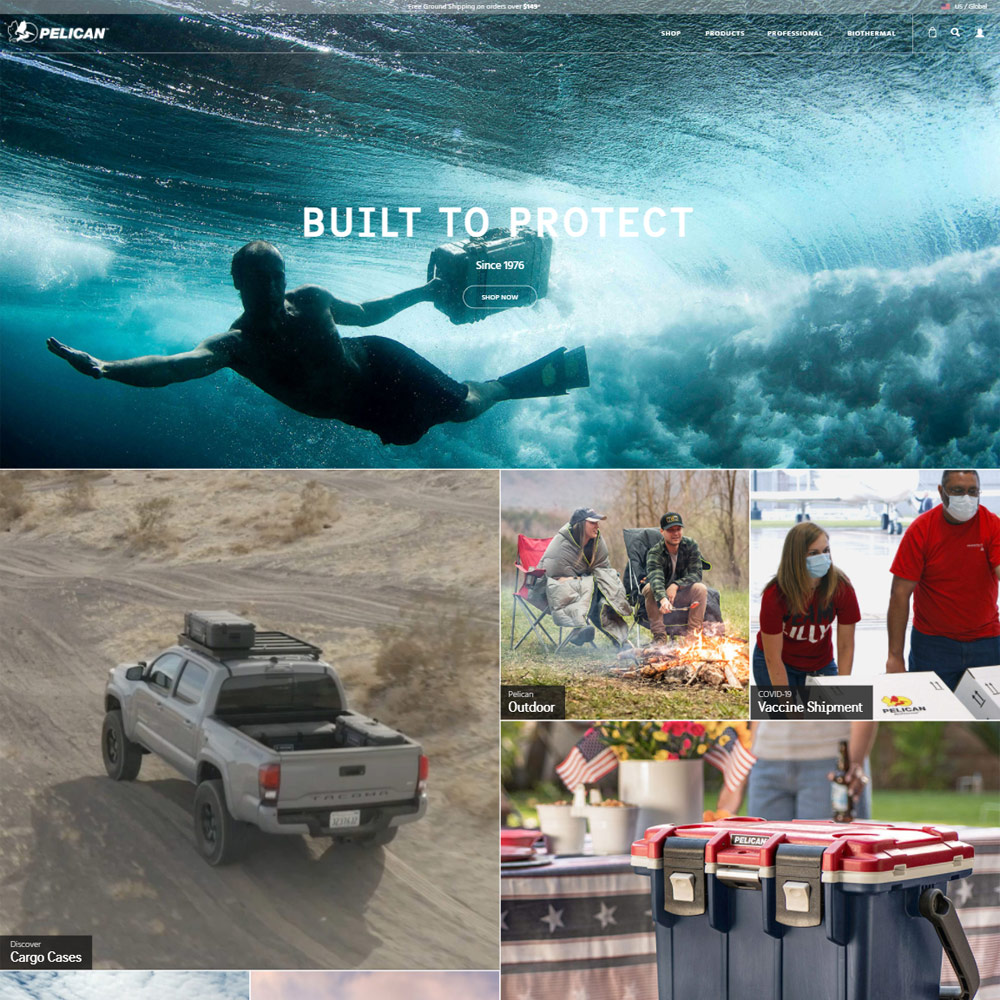 Free Ground Shipping on orders over $149*
US / Global
PELICAN
SHOP
PRODUCTS
PROFESSIONAL
BIOTHERMAL
BUILT TO PROTECT
Since 1976
SHOP NOW
Pelican
Outdoor
LILLY
PELICAN
COVID-19
Vaccine Shipment
TACOMA
PELICAN
Discover
Cargo Cases